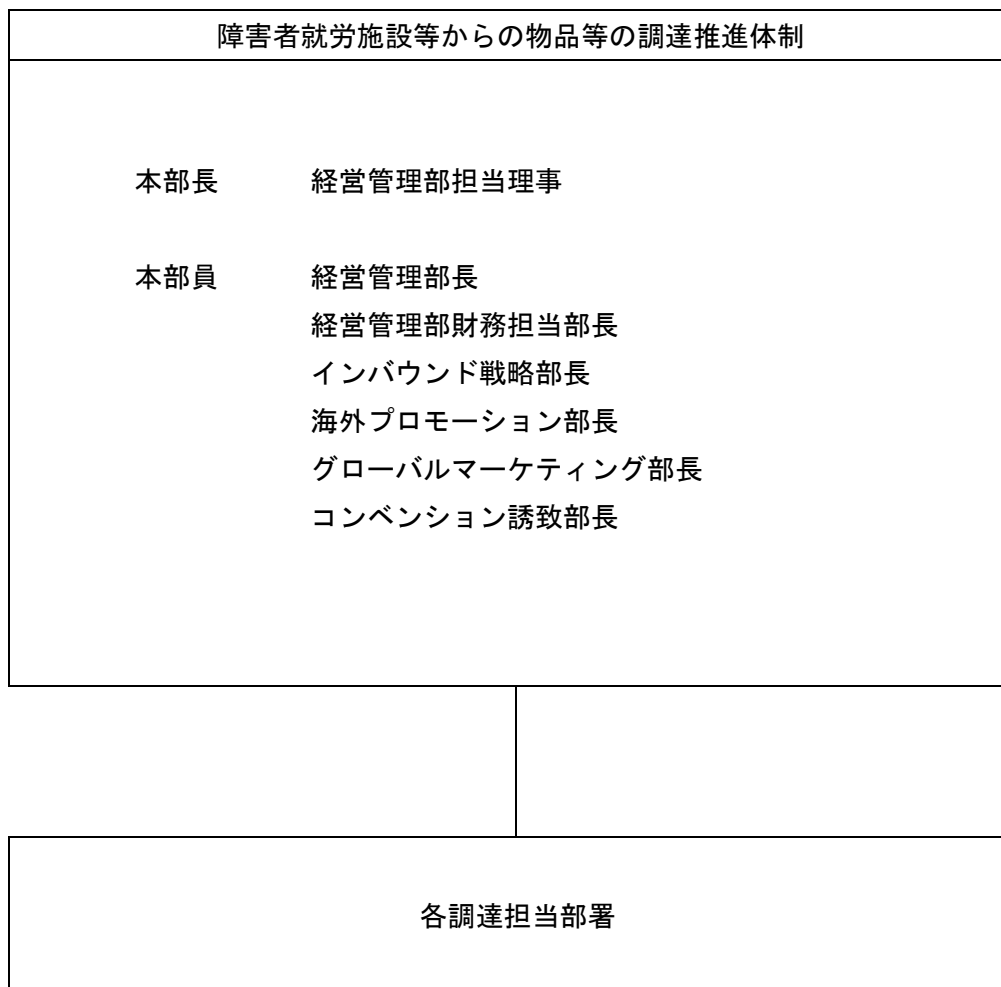 障害者就労施設等からの物品等の調達推進体制
本部長 経営管理部担当理事
本部員 経営管理部長
経営管理部財務担当部長
インバウンド戦略部長
海外プロモーション部長
グローバルマーケティング部長
コンベンション誘致部長
各調達担当部署